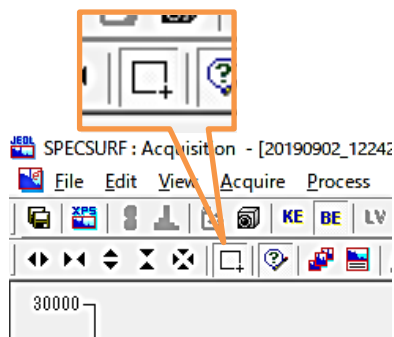 JEOL SPECSURF : Acquisition - [20190902_12242
File Edit View Acquire Process
XPS KE BE LV
30000